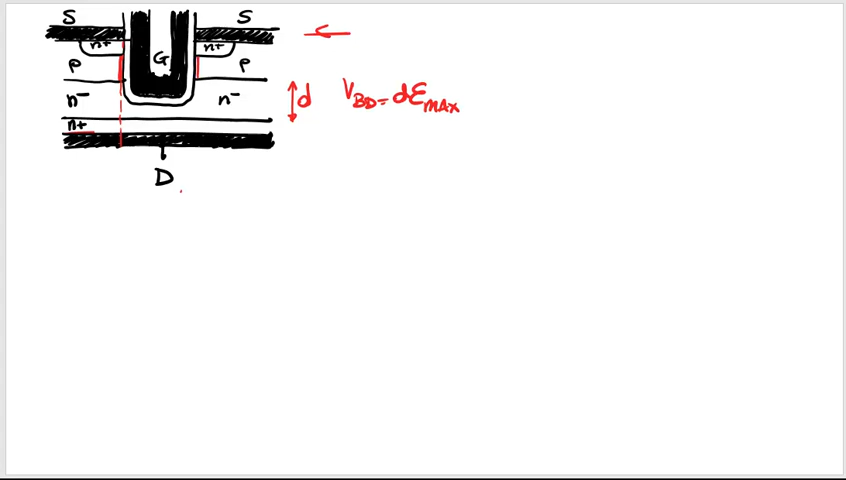 S S
n+ n+
G
P P
n⁻ n⁻ d V_BD = dE_MAX
n+
D